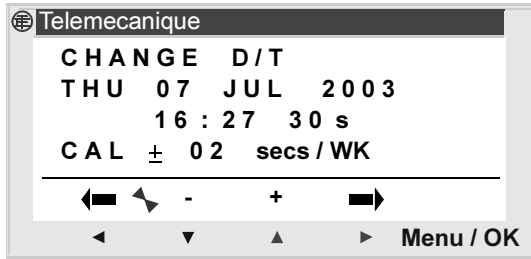 Telemecanique
CHANGE D/T
THU 07 JUL 2003
16:27 30s
CAL ± 02 secs/WK
- +
Menu / OK